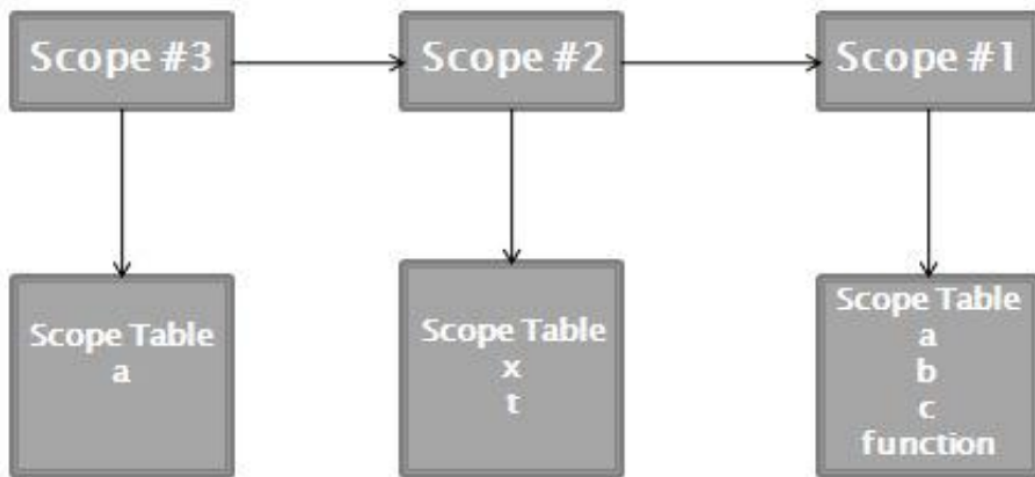 Scope #3
Scope #2
Scope #1
Scope Table
a
Scope Table
x
t
Scope Table
a
b
c
function